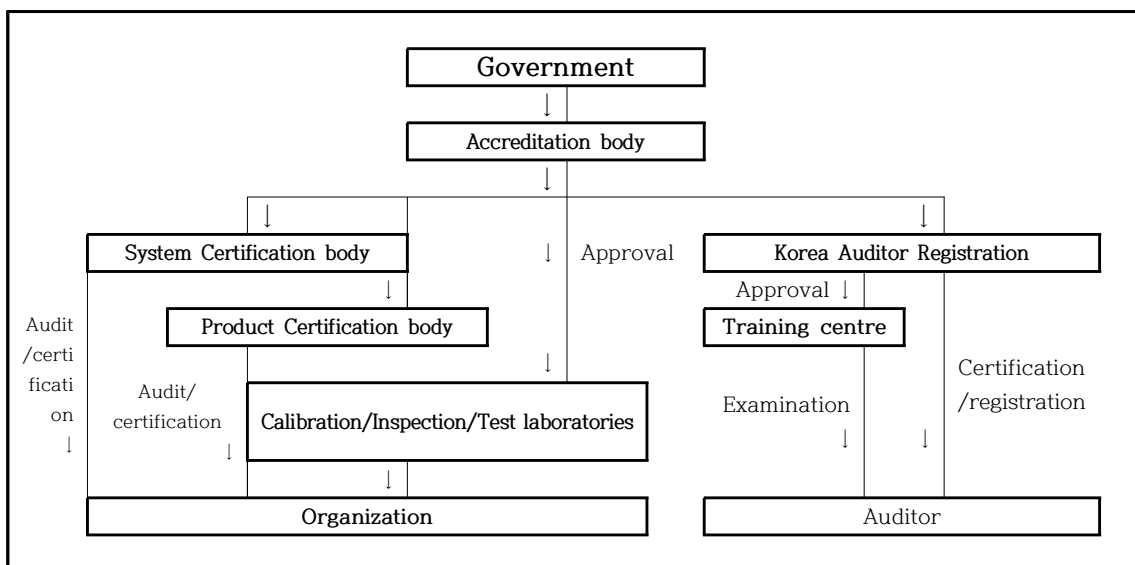 Government
↓
Accreditation body
↓
↓
↓
System Certification body
↓
Approval
Korea Auditor Registration
↓
Approval ↓
Product Certification body
Training centre
Audit
/certi
ficati
on
↓
Audit/
certification
↓
↓
Calibration/Inspection/Test laboratories
Examination
Certification
/registration
↓
↓
↓
Organization
Auditor